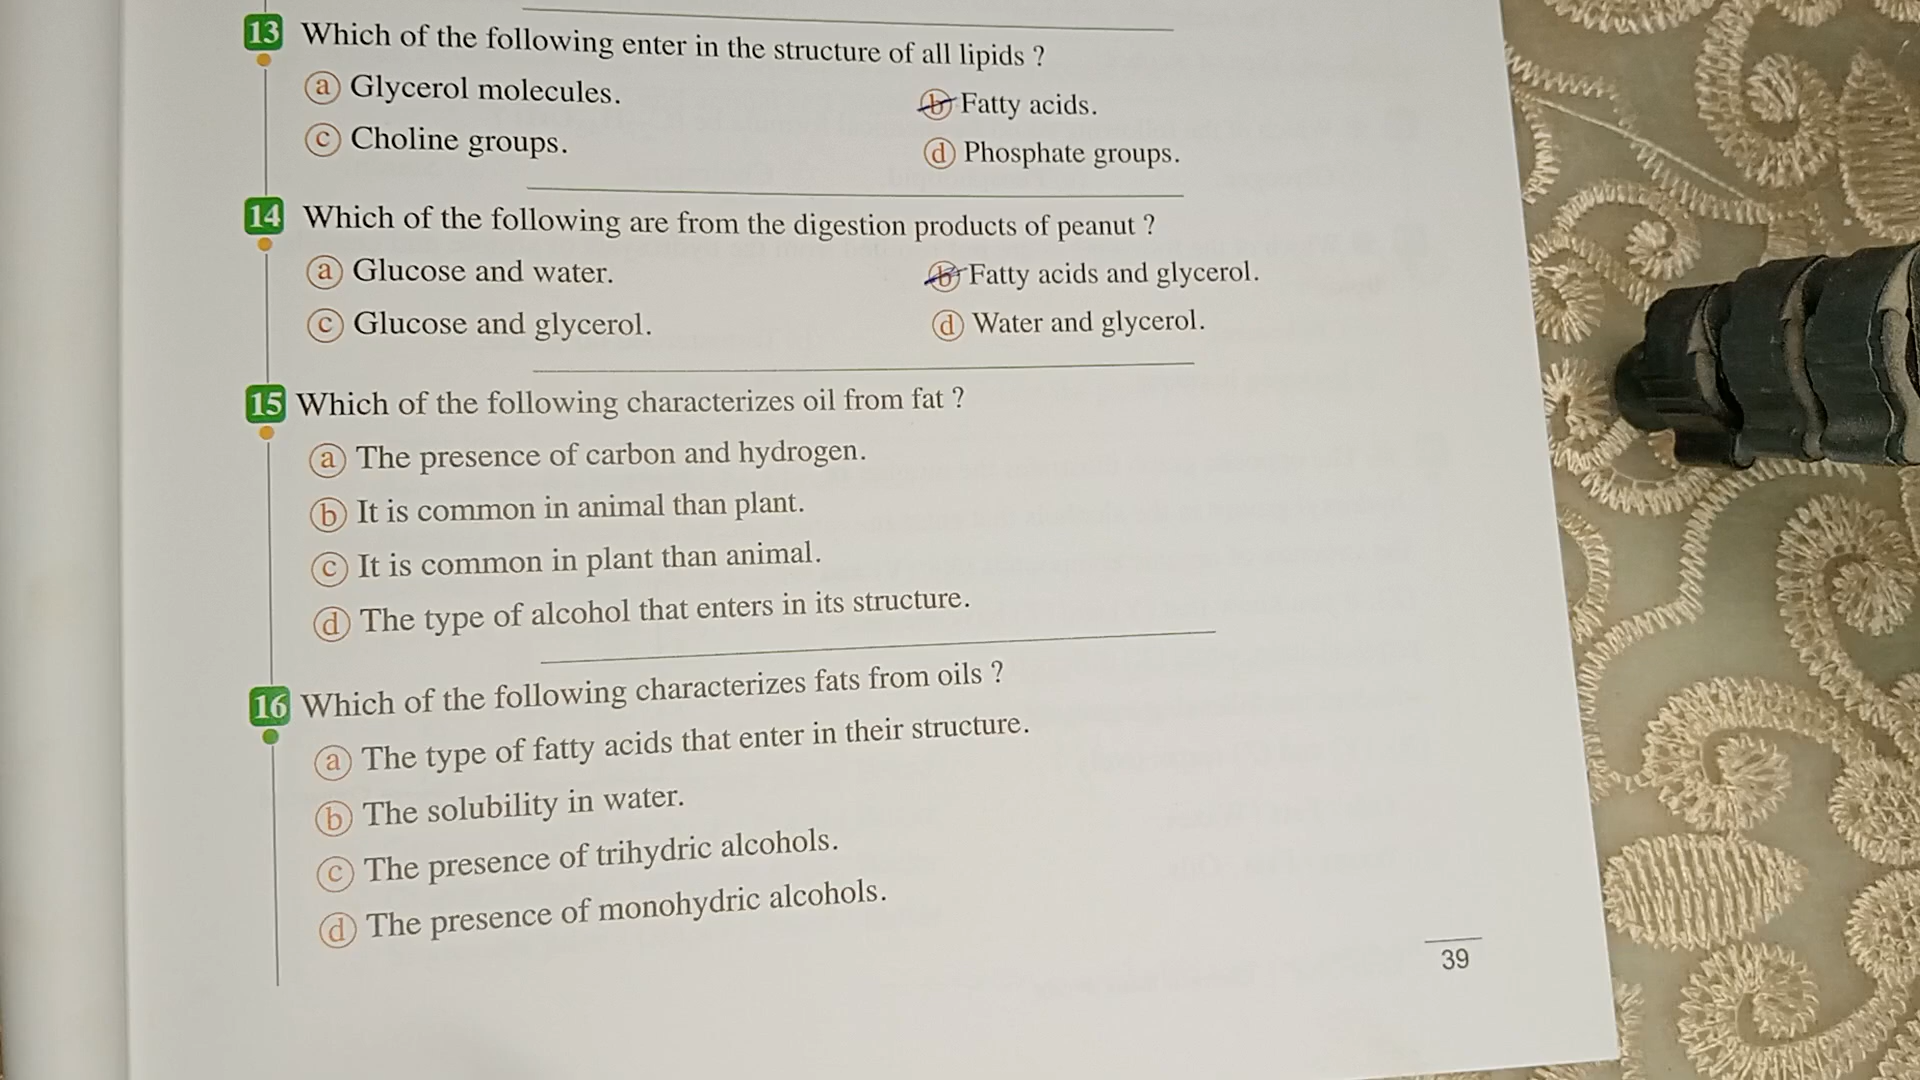 13 Which of the following enter in the structure of all lipids ?
a Glycerol molecules. b Fatty acids.
c Choline groups. d Phosphate groups.
14 Which of the following are from the digestion products of peanut ?
a Glucose and water. b Fatty acids and glycerol.
c Glucose and glycerol. d Water and glycerol.
15 Which of the following characterizes oil from fat ?
a The presence of carbon and hydrogen.
b It is common in animal than plant.
c It is common in plant than animal.
d The type of alcohol that enters in its structure.
16 Which of the following characterizes fats from oils ?
a The type of fatty acids that enter in their structure.
b The solubility in water.
c The presence of trihydric alcohols.
d The presence of monohydric alcohols.
39